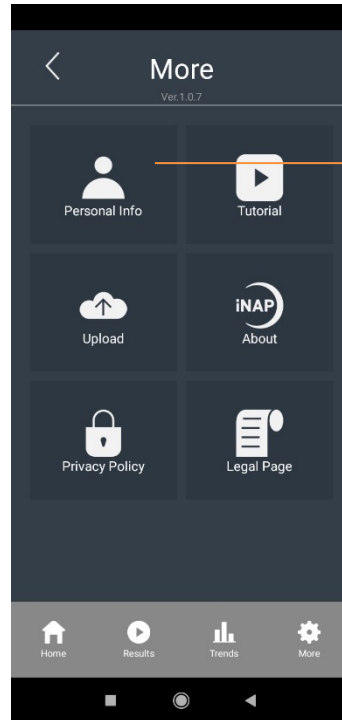 More
Ver.1.0.7
Personal Info
Tutorial
Upload
iNAP
About
Privacy Policy
Legal Page
Home
Results
Trends
More